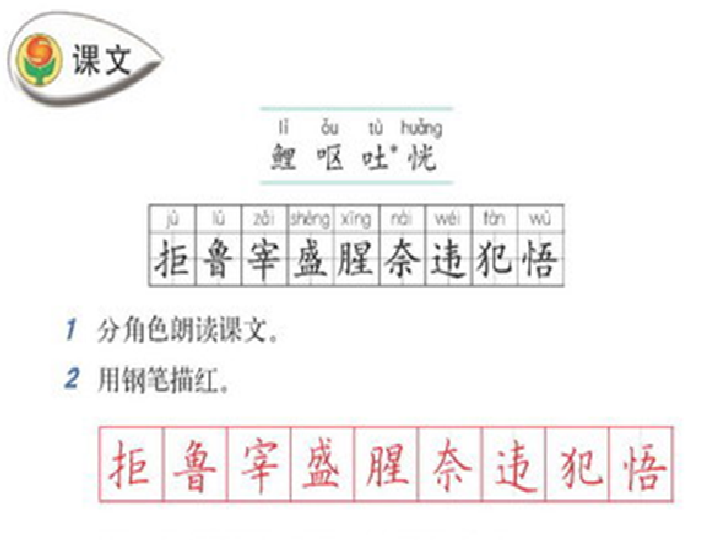 课文
lǐ ǒu tù huǎng
鲤 呕 吐* 恍
jù lǔ zǎi shèng xīng nài wéi fàn wù
拒 鲁 宰 盛 腥 奈 违 犯 悟
1 分角色朗读课文。
2 用钢笔描红。
拒 鲁 宰 盛 腥 奈 违 犯 悟